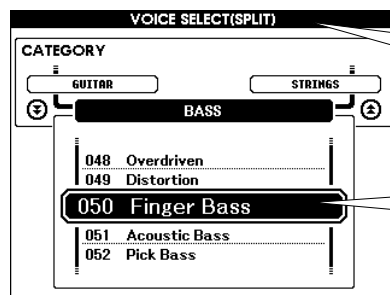 VOICE SELECT(SPLIT)
CATEGORY
GUITAR
STRINGS
BASS
048 Overdriven
049 Distortion
050 Finger Bass
051 Acoustic Bass
052 Pick Bass